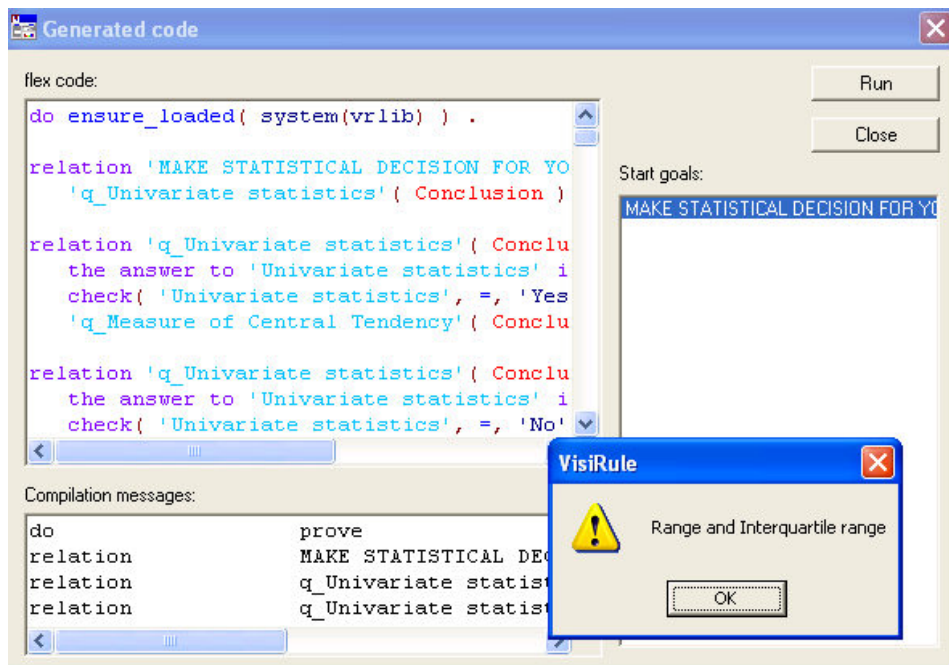 Generated code
flex code:
do ensure_loaded( system(vrlib) ) .
relation 'MAKE STATISTICAL DECISION FOR YO
'q_Univariate statistics'( Conclusion )
relation 'q_Univariate statistics'( Conclu
the answer to 'Univariate statistics' i
check( 'Univariate statistics', =, 'Yes
'q_Measure of Central Tendency'( Conclu
relation 'q_Univariate statistics'( Conclu
the answer to 'Univariate statistics' i
check( 'Univariate statistics', =, 'No'
Run
Close
Start goals:
MAKE STATISTICAL DECISION FOR YO
Compilation messages:
do prove
relation MAKE STATISTICAL DE
relation q_Univariate statist
relation q_Univariate statist
VisiRule
Range and Interquartile range
OK